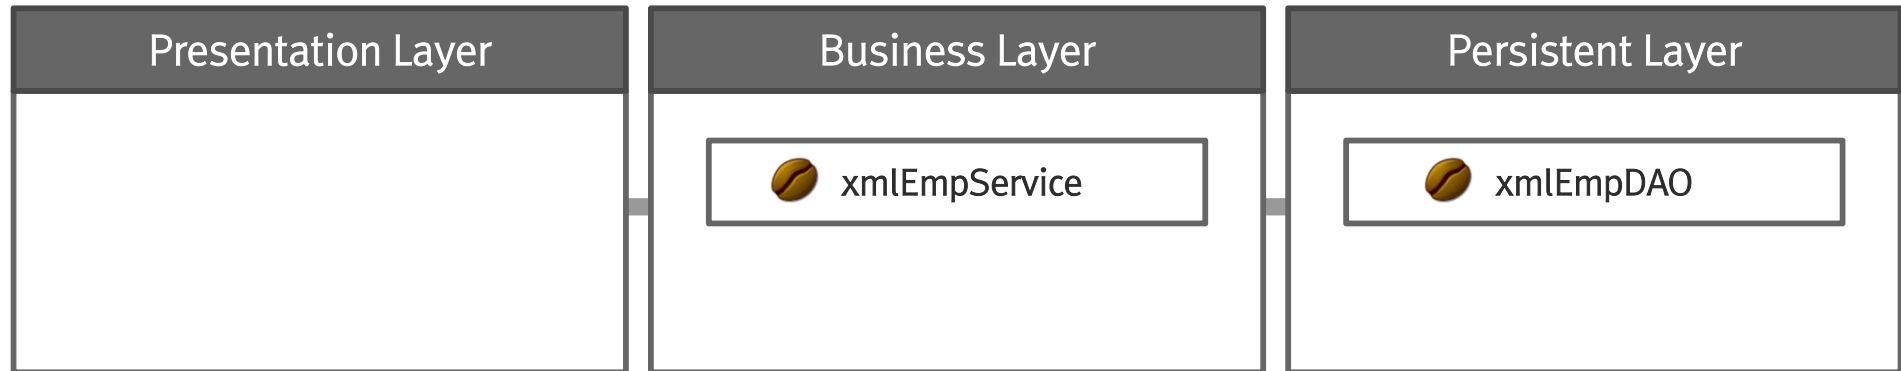 Presentation Layer
Business Layer
Persistent Layer
xmlEmpService
xmlEmpDAO